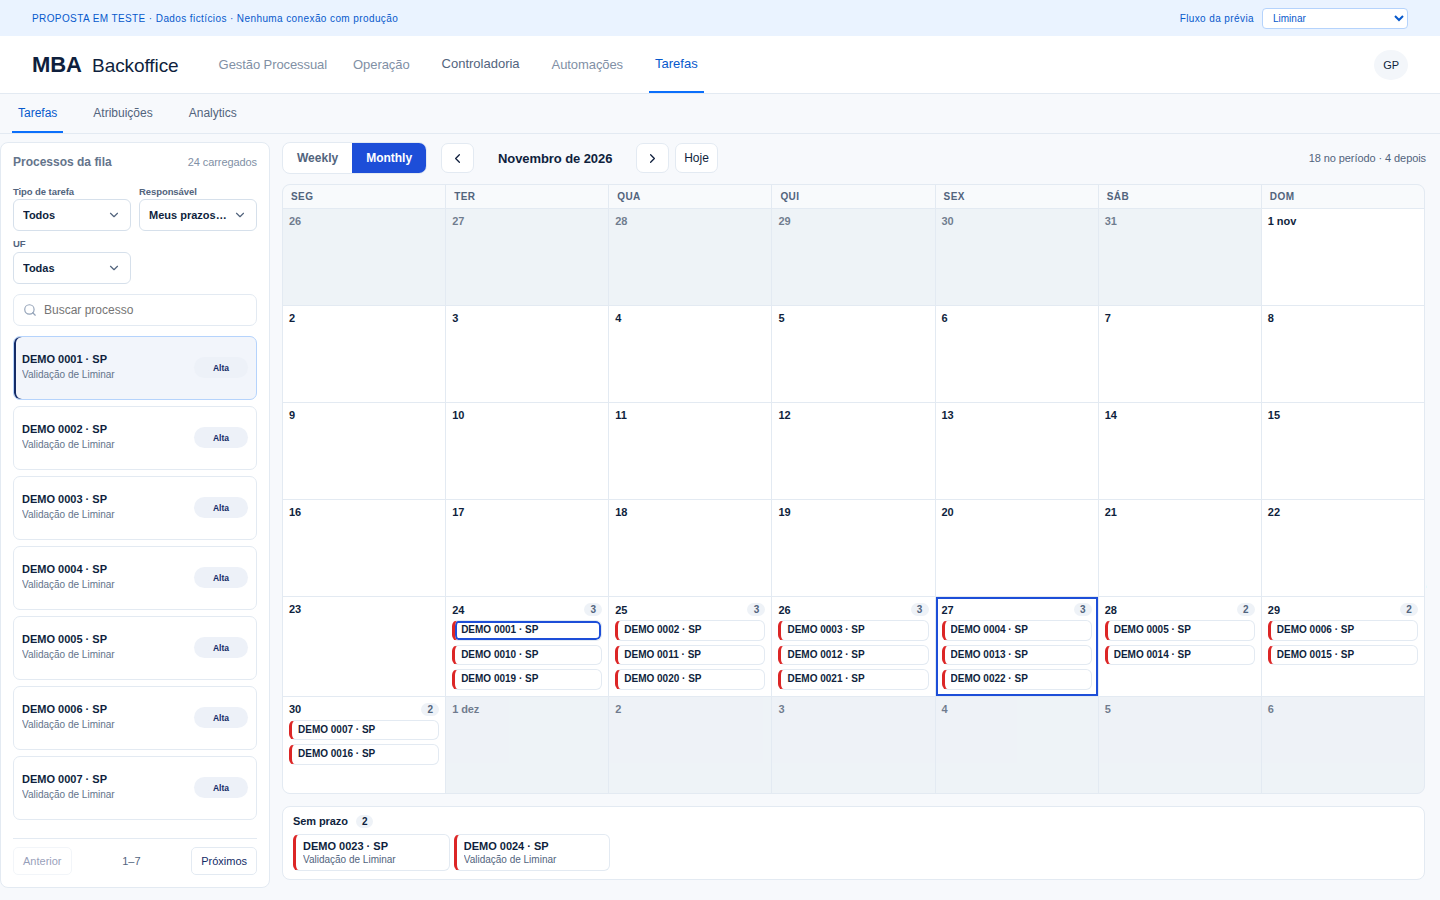 PROPOSTA EM TESTE · Dados fictícios · Nenhuma conexão com produção
Fluxo da prévia Liminar
MBA Backoffice Gestão Processual Operação Controladoria Automações Tarefas GP
Tarefas Atribuições Analytics
Processos da fila 24 carregados
Tipo de tarefa Responsável
Todos Meus prazos…
UF
Todas
Buscar processo
DEMO 0001 · SP
Validação de Liminar
Alta
DEMO 0002 · SP
Validação de Liminar
Alta
DEMO 0003 · SP
Validação de Liminar
Alta
DEMO 0004 · SP
Validação de Liminar
Alta
DEMO 0005 · SP
Validação de Liminar
Alta
DEMO 0006 · SP
Validação de Liminar
Alta
DEMO 0007 · SP
Validação de Liminar
Alta
Anterior 1–7 Próximos
Weekly Monthly Novembro de 2026 Hoje 18 no período · 4 depois
SEG TER QUA QUI SEX SÁB DOM
26 27 28 29 30 31 1 nov
2 3 4 5 6 7 8
9 10 11 12 13 14 15
16 17 18 19 20 21 22
23 24 3 25 3 26 3 27 3 28 2 29 2
DEMO 0001 · SP DEMO 0002 · SP DEMO 0003 · SP DEMO 0004 · SP DEMO 0005 · SP DEMO 0006 · SP
DEMO 0010 · SP DEMO 0011 · SP DEMO 0012 · SP DEMO 0013 · SP DEMO 0014 · SP DEMO 0015 · SP
DEMO 0019 · SP DEMO 0020 · SP DEMO 0021 · SP DEMO 0022 · SP
30 2 1 dez 2 3 4 5 6
DEMO 0007 · SP
DEMO 0016 · SP
Sem prazo 2
DEMO 0023 · SP DEMO 0024 · SP
Validação de Liminar Validação de Liminar